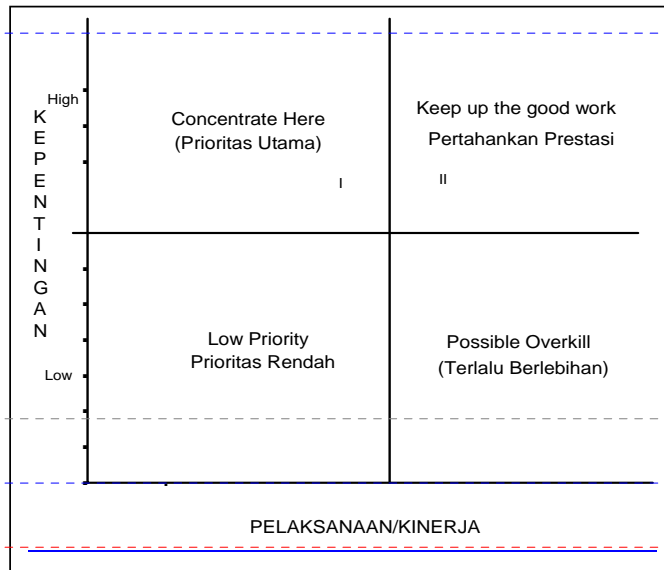 High
KEPENTINGAN
Concentrate Here
(Prioritas Utama)
I
Keep up the good work
Pertahankan Prestasi
II
Low Priority
Prioritas Rendah
Possible Overkill
(Terlalu Berlebihan)
Low
PELAKSANAAN/KINERJA